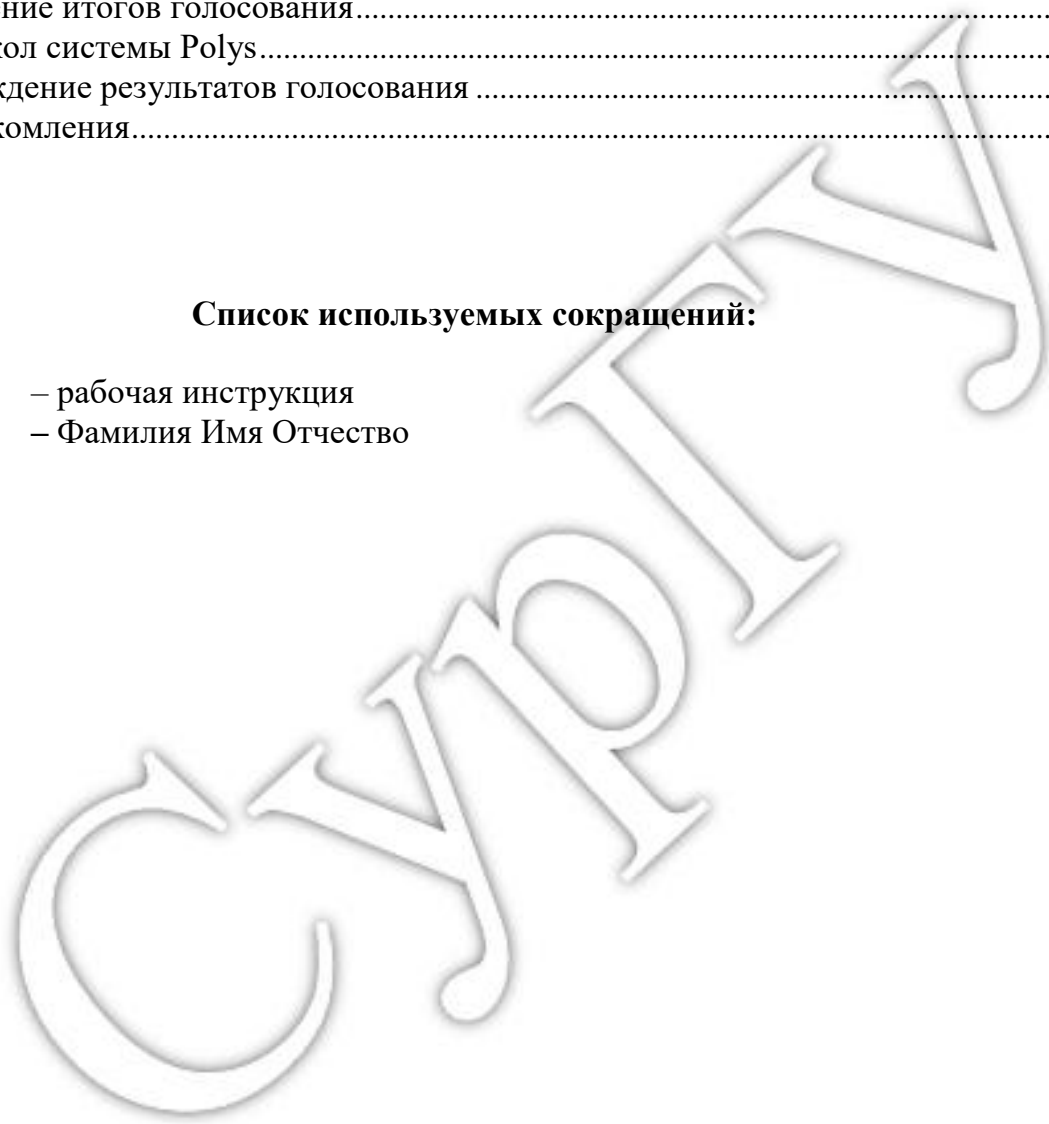 ние итогов голосования....................................................................................
кол системы Polys................................................................................................
ждение результатов голосования ......................................................................
комления.............................................................................................................
Список используемых сокращений:
– рабочая инструкция
– Фамилия Имя Отчество
СурГУ